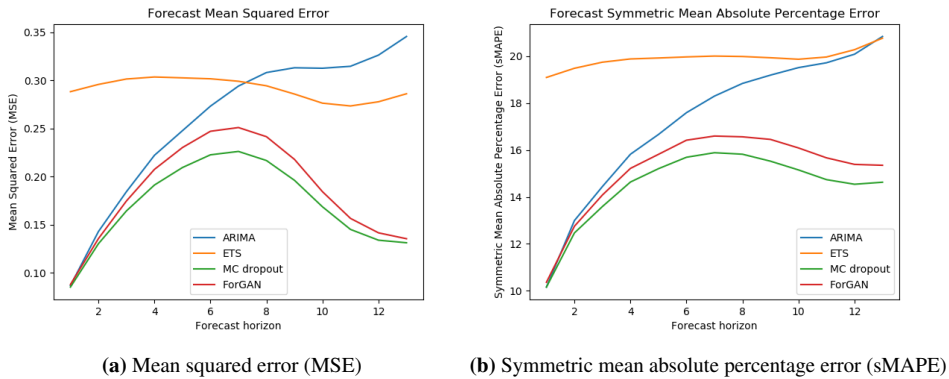 Forecast Mean Squared Error
Mean Squared Error (MSE)
0.35
0.30
0.25
0.20
0.15
0.10
2 4 6 8 10 12
Forecast horizon
ARIMA
ETS
MC dropout
ForGAN
(a) Mean squared error (MSE)
Forecast Symmetric Mean Absolute Percentage Error
Symmetric Mean Absolute Percentage Error (sMAPE)
20
18
16
14
12
10
2 4 6 8 10 12
Forecast horizon
ARIMA
ETS
MC dropout
ForGAN
(b) Symmetric mean absolute percentage error (sMAPE)